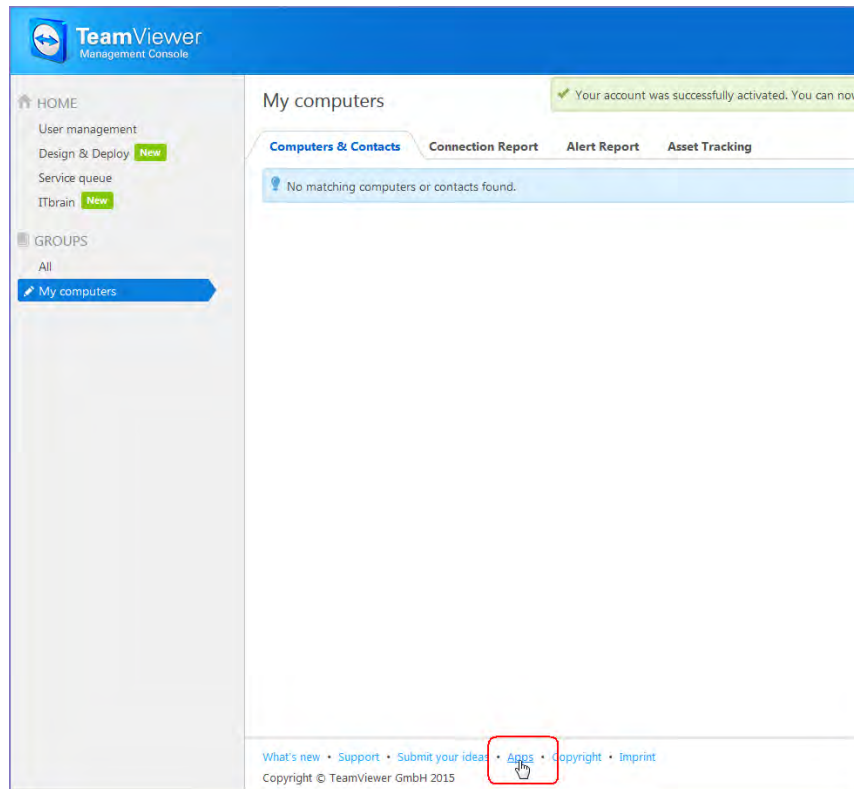 TeamViewer
Management Console
HOME
User management
Design & Deploy New
Service queue
ITbrain New
GROUPS
All
My computers
My computers
Your account was successfully activated. You can now
Computers & Contacts Connection Report Alert Report Asset Tracking
No matching computers or contacts found.
What's new • Support • Submit your ideas • Apps • Copyright • Imprint
Copyright © TeamViewer GmbH 2015